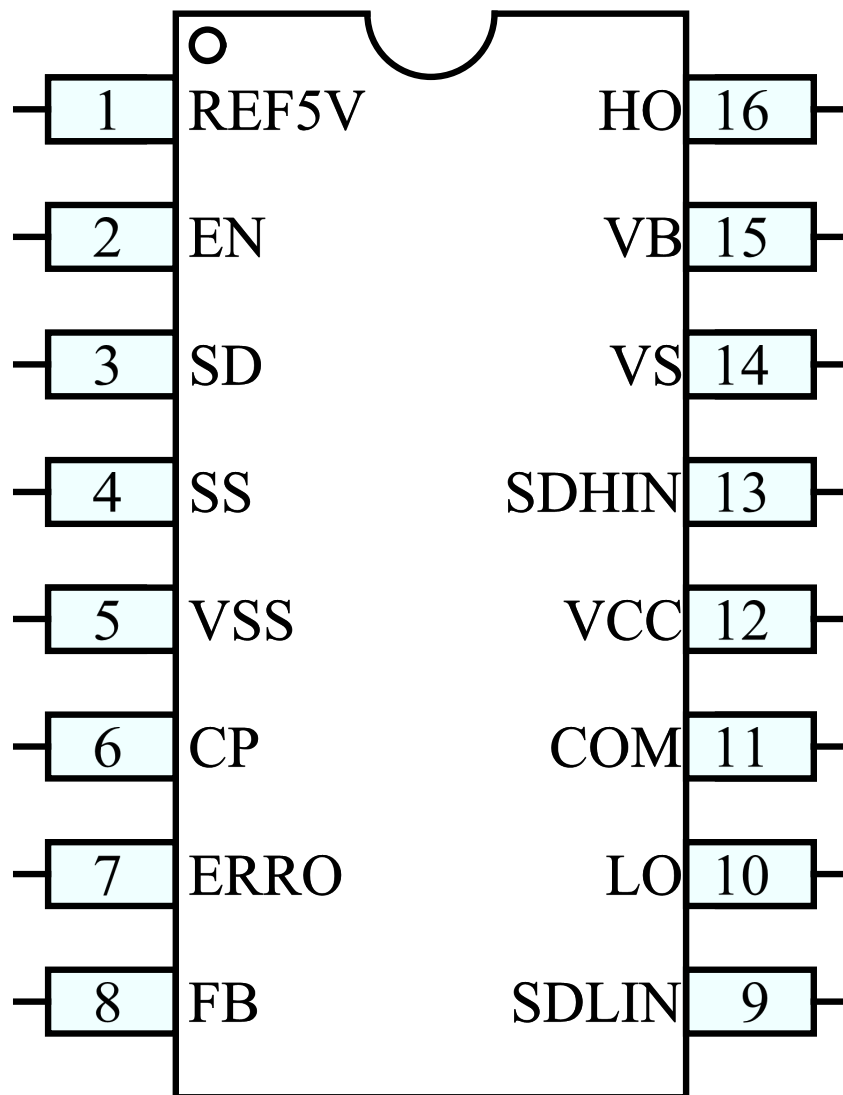 1 REF5V HO 16
2 EN VB 15
3 SD VS 14
4 SS SDHIN 13
5 VSS VCC 12
6 CP COM 11
7 ERRO LO 10
8 FB SDLIN 9